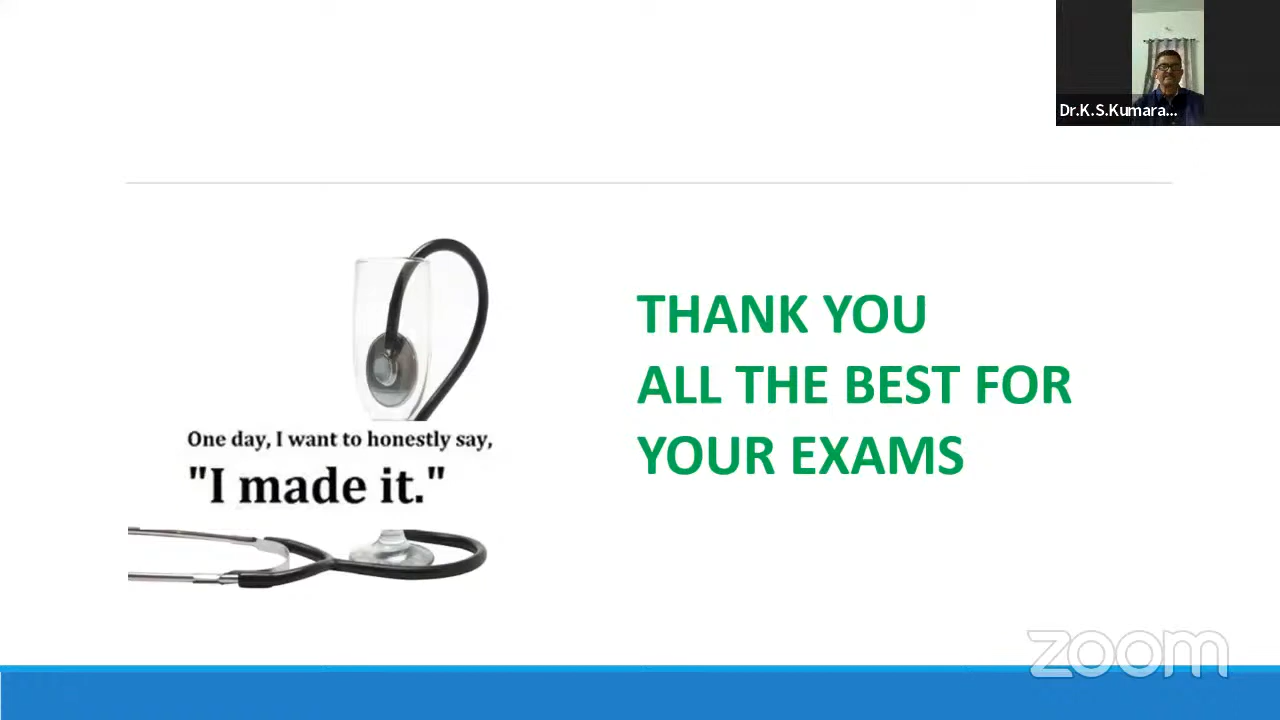 Dr.K.S.Kumara...
THANK YOU
ALL THE BEST FOR
YOUR EXAMS
One day, I want to honestly say,
"I made it."
zoom